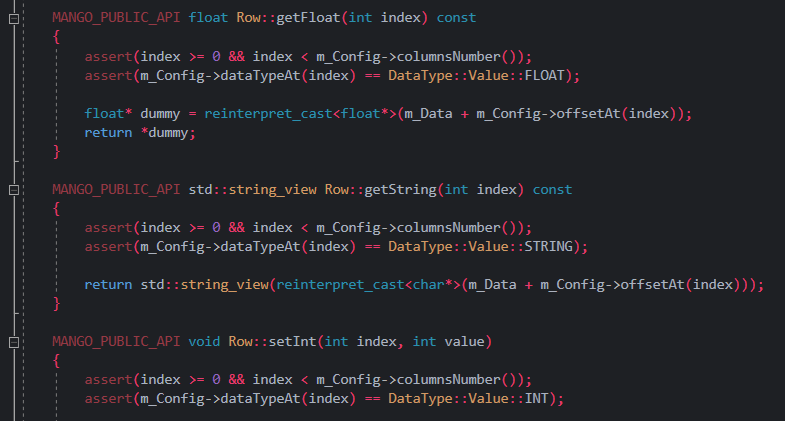 MANGO_PUBLIC_API float Row::getFloat(int index) const
{
    assert(index >= 0 && index < m_Config->columnsNumber());
    assert(m_Config->dataTypeAt(index) == DataType::Value::FLOAT);

    float* dummy = reinterpret_cast<float*>(m_Data + m_Config->offsetAt(index));
    return *dummy;
}

MANGO_PUBLIC_API std::string_view Row::getString(int index) const
{
    assert(index >= 0 && index < m_Config->columnsNumber());
    assert(m_Config->dataTypeAt(index) == DataType::Value::STRING);

    return std::string_view(reinterpret_cast<char*>(m_Data + m_Config->offsetAt(index)));
}

MANGO_PUBLIC_API void Row::setInt(int index, int value)
{
    assert(index >= 0 && index < m_Config->columnsNumber());
    assert(m_Config->dataTypeAt(index) == DataType::Value::INT);